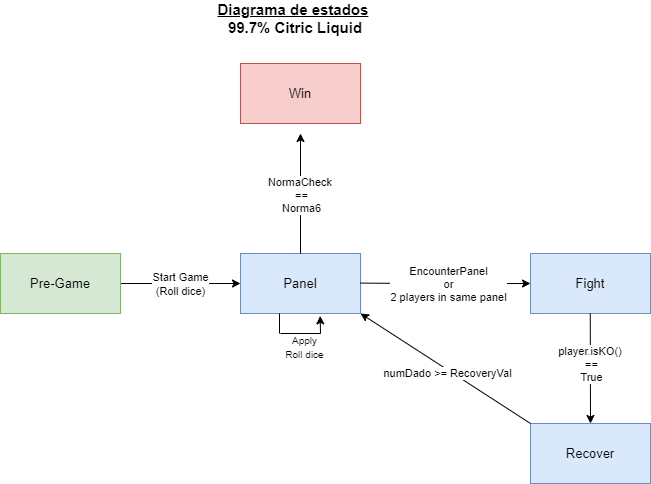 Diagrama de estados
99.7% Citric Liquid
Win
NormaCheck
==
Norma6
Pre-Game
Start Game
(Roll dice)
Panel
EncounterPanel
or
2 players in same panel
Fight
Apply
Roll dice
player.isKO()
==
True
numDado >= RecoveryVal
Recover